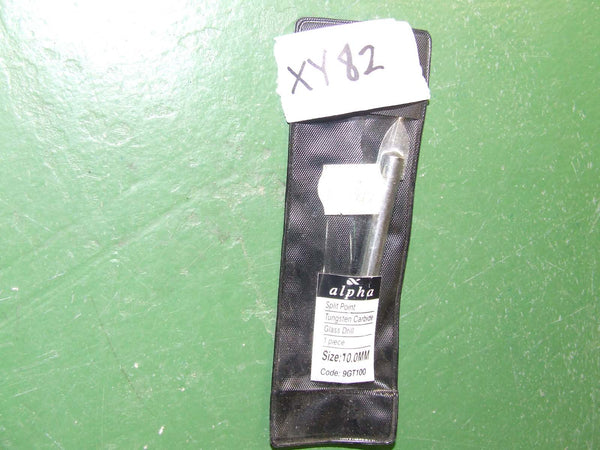 XY82
alpha
Split Point
Tungsten Carbide
Glass Drill
1 piece
Size:10.0MM
Code: 9GT100